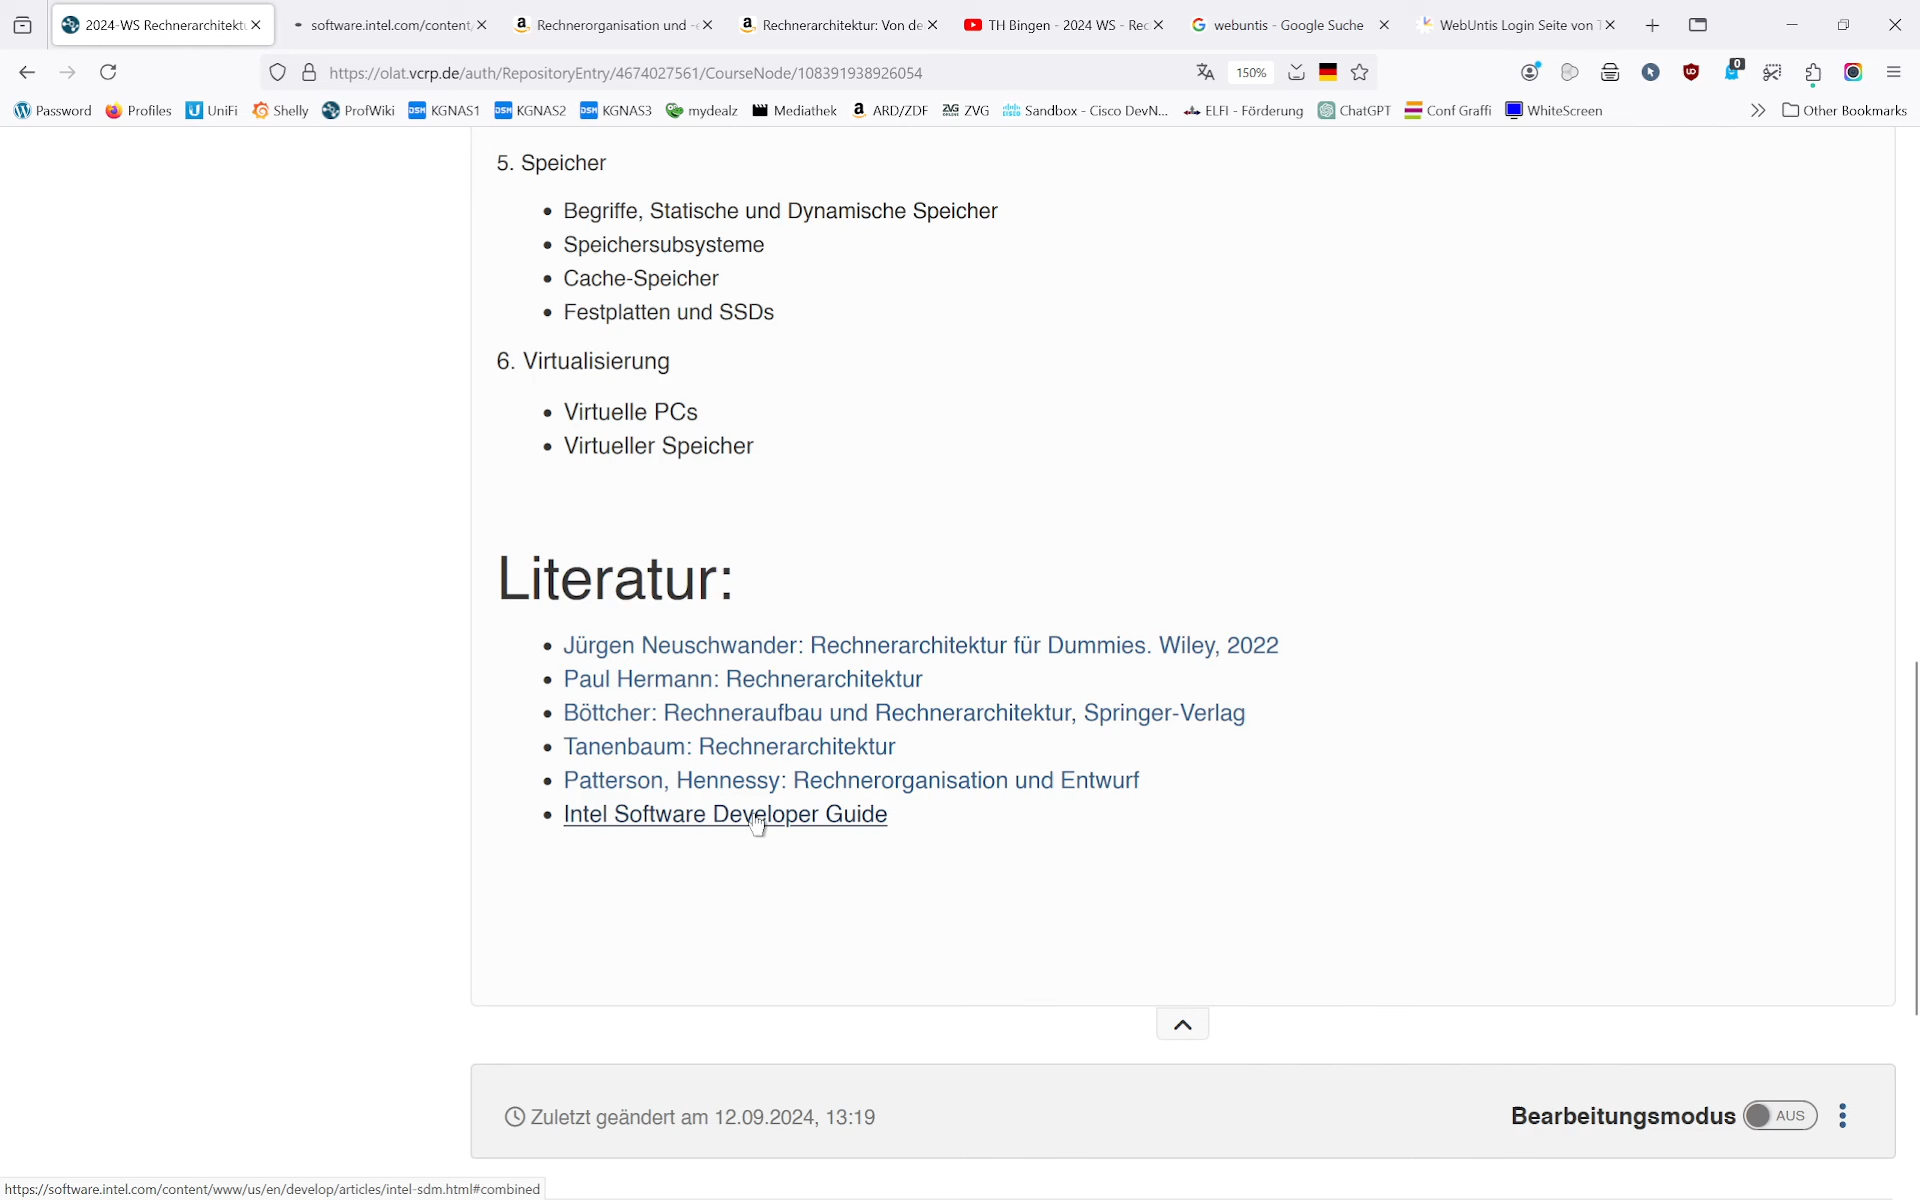 2024-WS Rechnerarchitektu
software.intel.com/content/
Rechnerorganisation und -e
Rechnerarchitektur: Von de
TH Bingen - 2024 WS - Rec
webuntis - Google Suche
WebUntis Login Seite von T
https://olat.vcrp.de/auth/RepositoryEntry/4674027561/CourseNode/108391938926054
150%
0
Password
Profiles
UniFi
Shelly
ProfWiki
KGNAS1
KGNAS2
KGNAS3
mydealz
Mediathek
ARD/ZDF
ZVG
Sandbox - Cisco DevN...
ELFI - Förderung
ChatGPT
Conf Graffi
WhiteScreen
Other Bookmarks
5. Speicher
Begriffe, Statische und Dynamische Speicher
Speichersubsysteme
Cache-Speicher
Festplatten und SSDs
6. Virtualisierung
Virtuelle PCs
Virtueller Speicher
Literatur:
Jürgen Neuschwander: Rechnerarchitektur für Dummies. Wiley, 2022
Paul Hermann: Rechnerarchitektur
Böttcher: Rechneraufbau und Rechnerarchitektur, Springer-Verlag
Tanenbaum: Rechnerarchitektur
Patterson, Hennessy: Rechnerorganisation und Entwurf
Intel Software Developer Guide
Zuletzt geändert am 12.09.2024, 13:19
Bearbeitungsmodus AUS
https://software.intel.com/content/www/us/en/develop/articles/intel-sdm.html#combined